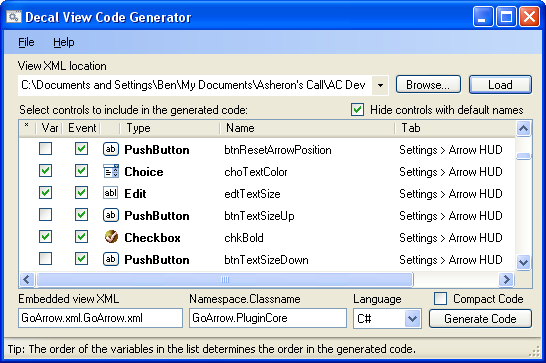 Decal View Code Generator
File Help
View XML location
C:\Documents and Settings\Ben\My Documents\Asheron's Call\AC Dev Browse... Load
Select controls to include in the generated code: Hide controls with default names
* Var Event Type Name Tab
ab PushButton btnResetArrowPosition Settings > Arrow HUD
Choice choTextColor Settings > Arrow HUD
abl Edit edtTextSize Settings > Arrow HUD
ab PushButton btnTextSizeUp Settings > Arrow HUD
Checkbox chkBold Settings > Arrow HUD
ab PushButton btnTextSizeDown Settings > Arrow HUD
Embedded view XML Namespace.Classname Language Compact Code
GoArrow.xml.GoArrow.xml GoArrow.PluginCore C# Generate Code
Tip: The order of the variables in the list determines the order in the generated code.